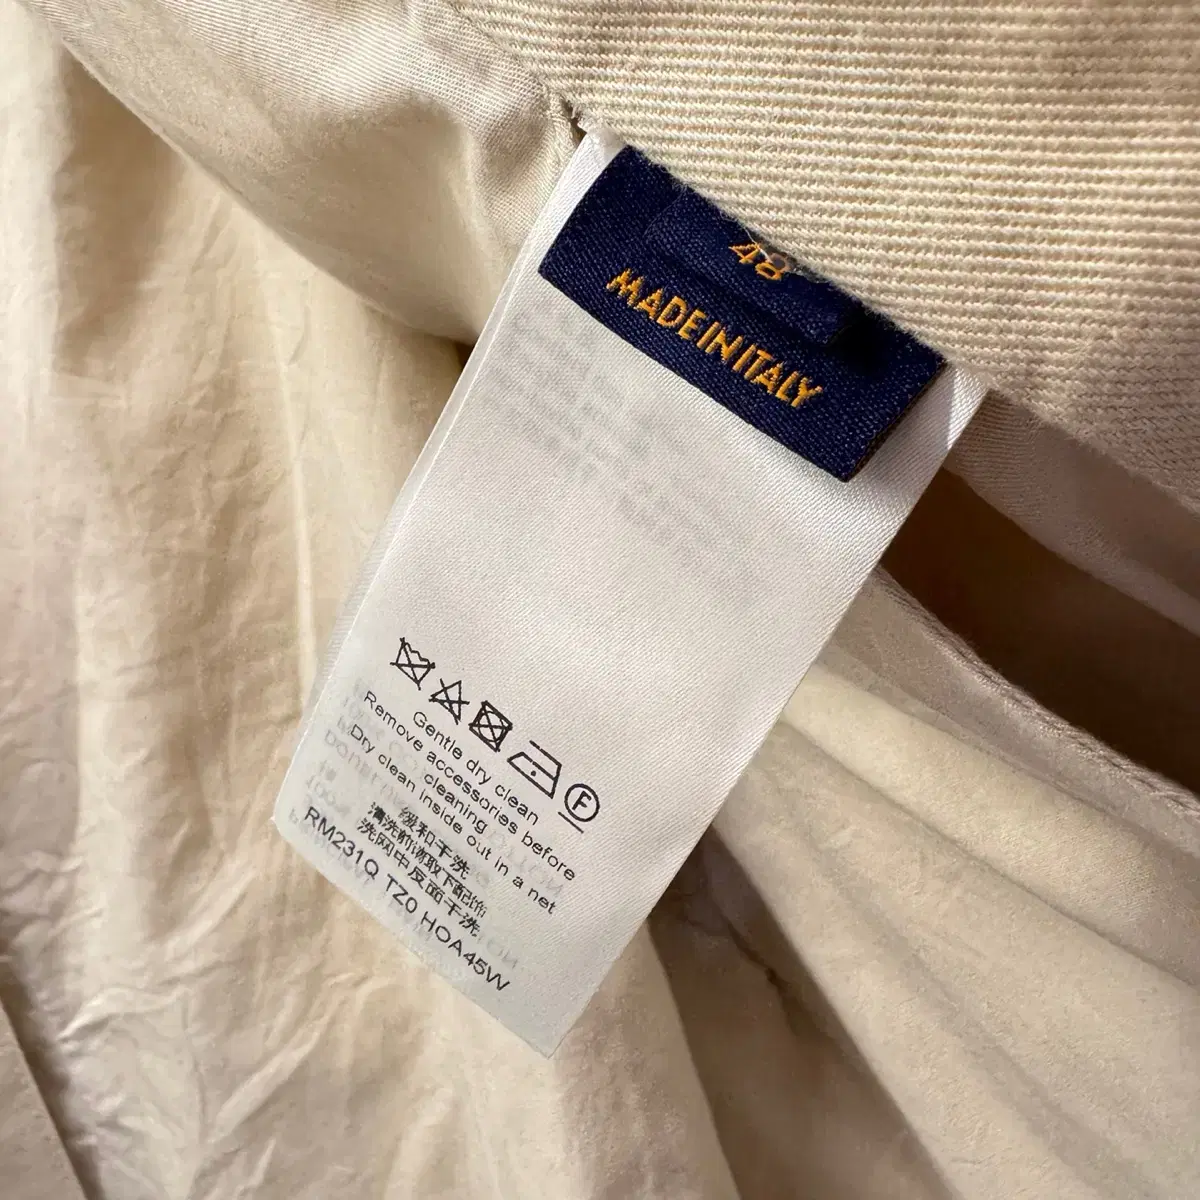 48
MADE IN ITALY
F
Gentle dry clean
Remove accessories before
cleaning
Dry clean inside out in a net
缓和干洗
清洗前请取下配饰
洗网中反面干洗
RM231Q TZ0 HOA45W